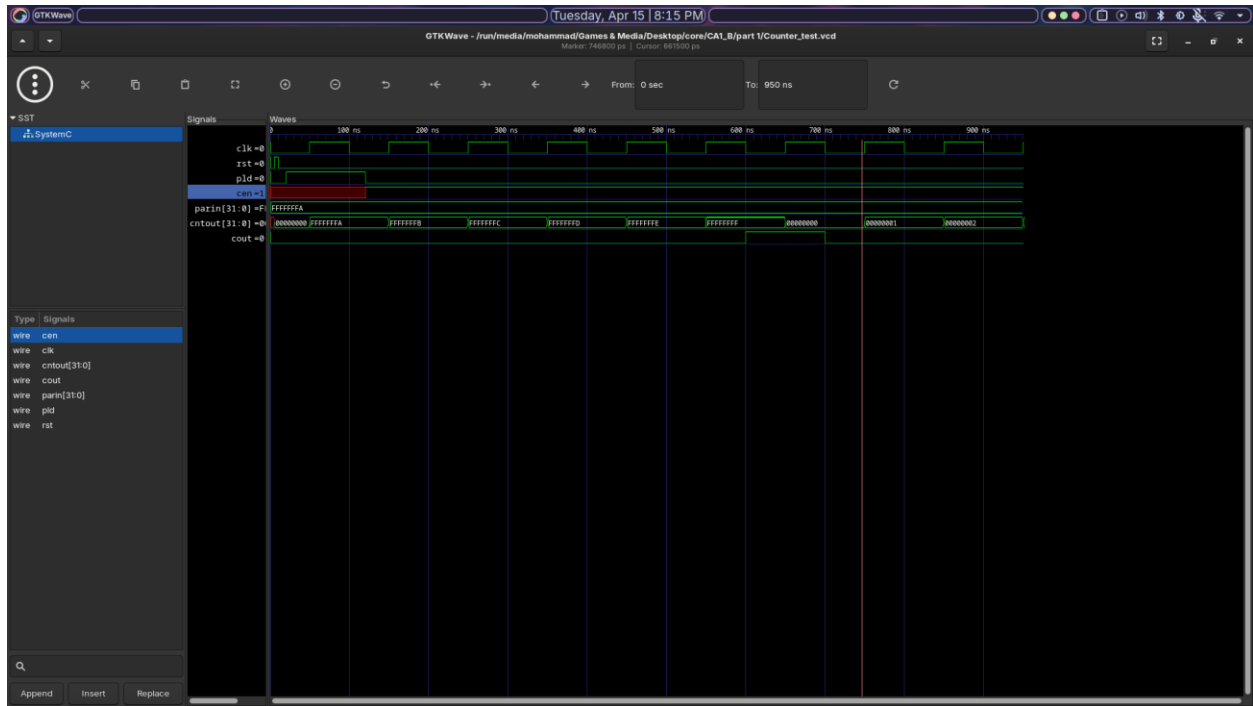 GTKWave
Tuesday, Apr 15 | 8:15 PM
GTKWave - /run/media/mohammad/Games & Media/Desktop/core/CA1_B/part 1/Counter_test.vcd
Marker: 746800 ps | Cursor: 661500 ps
From: 0 sec To: 950 ns
SST
SystemC
Signals
Waves
0 100 ns 200 ns 300 ns 400 ns 500 ns 600 ns 700 ns 800 ns 900 ns
clk=0
rst=0
pld=0
cen=1
parin[31:0] =F FFFFFFFA
cntout[31:0] =0 00000000 FFFFFFFA FFFFFFFB FFFFFFFC FFFFFFFD FFFFFFFE FFFFFFFF 00000000 00000001 00000002
cout=0
Type Signals
wire cen
wire clk
wire cntout[31:0]
wire cout
wire parin[31:0]
wire pld
wire rst
Append Insert Replace